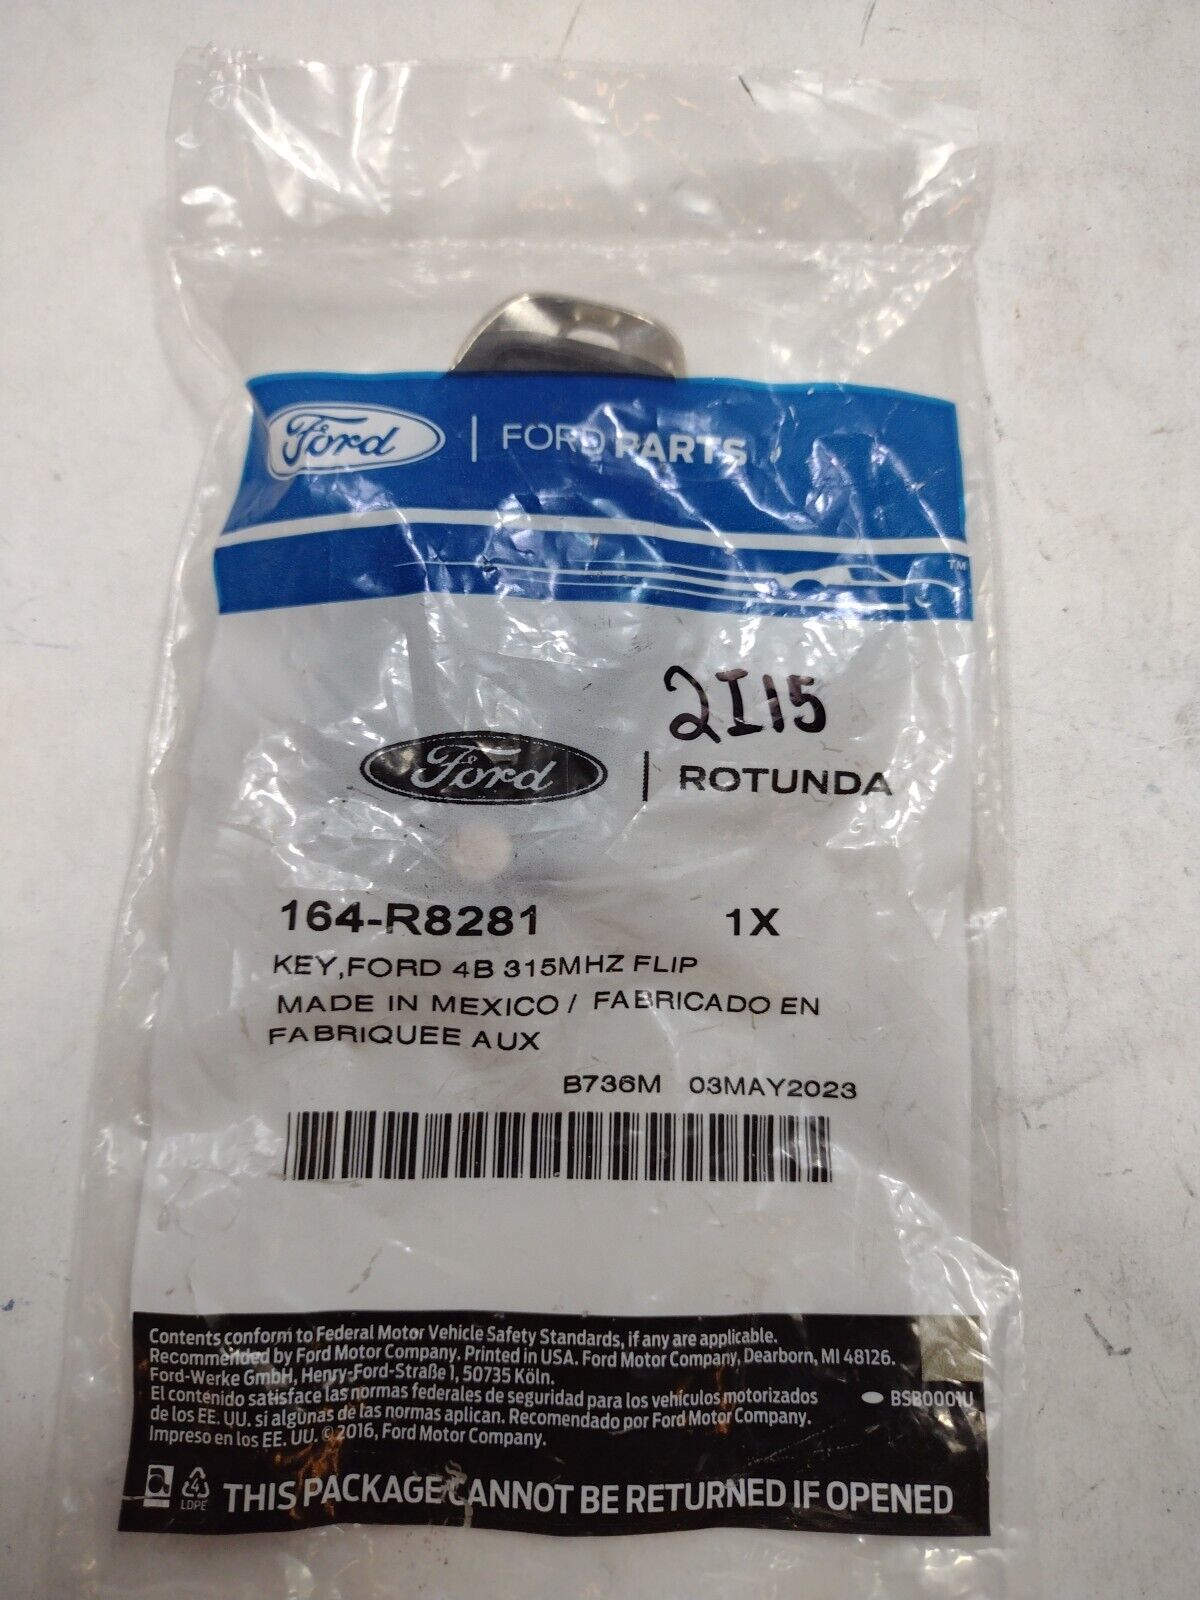 Ford | FORD PARTS
TM
2I15
Ford | ROTUNDA
164-R8281 1X
KEY,FORD 4B 315MHZ FLIP
MADE IN MEXICO / FABRICADO EN
FABRIQUEE AUX
B736M 03MAY2023
Contents conform to Federal Motor Vehicle Safety Standards, if any are applicable.
Recommended by Ford Motor Company. Printed in USA. Ford Motor Company, Dearborn, MI 48126.
Ford-Werke GmbH, Henry-Ford-Straße 1, 50735 Köln.
El contenido satisface las normas federales de seguridad para los vehículos motorizados
de los EE. UU. si algunas de las normas aplican. Recomendado por Ford Motor Company.
Impreso en los EE. UU. © 2016, Ford Motor Company.
BSB0001U
4
LDPE
THIS PACKAGE CANNOT BE RETURNED IF OPENED